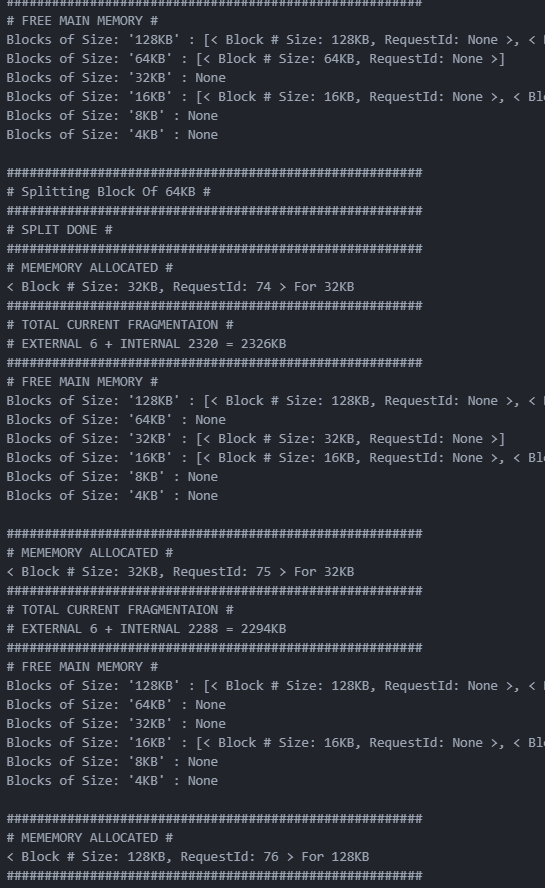 #######################################################
# FREE MAIN MEMORY #
Blocks of Size: '128KB' : [< Block # Size: 128KB, RequestId: None >, <
Blocks of Size: '64KB' : [< Block # Size: 64KB, RequestId: None >]
Blocks of Size: '32KB' : None
Blocks of Size: '16KB' : [< Block # Size: 16KB, RequestId: None >, < Bl
Blocks of Size: '8KB' : None
Blocks of Size: '4KB' : None

#######################################################
# Splitting Block Of 64KB #
#######################################################
# SPLIT DONE #
#######################################################
# MEMEMORY ALLOCATED #
< Block # Size: 32KB, RequestId: 74 > For 32KB
#######################################################
# TOTAL CURRENT FRAGMENTAION #
# EXTERNAL 6 + INTERNAL 2320 = 2326KB
#######################################################
# FREE MAIN MEMORY #
Blocks of Size: '128KB' : [< Block # Size: 128KB, RequestId: None >, <
Blocks of Size: '64KB' : None
Blocks of Size: '32KB' : [< Block # Size: 32KB, RequestId: None >]
Blocks of Size: '16KB' : [< Block # Size: 16KB, RequestId: None >, < Bl
Blocks of Size: '8KB' : None
Blocks of Size: '4KB' : None

#######################################################
# MEMEMORY ALLOCATED #
< Block # Size: 32KB, RequestId: 75 > For 32KB
#######################################################
# TOTAL CURRENT FRAGMENTAION #
# EXTERNAL 6 + INTERNAL 2288 = 2294KB
#######################################################
# FREE MAIN MEMORY #
Blocks of Size: '128KB' : [< Block # Size: 128KB, RequestId: None >, <
Blocks of Size: '64KB' : None
Blocks of Size: '32KB' : None
Blocks of Size: '16KB' : [< Block # Size: 16KB, RequestId: None >, < Bl
Blocks of Size: '8KB' : None
Blocks of Size: '4KB' : None

#######################################################
# MEMEMORY ALLOCATED #
< Block # Size: 128KB, RequestId: 76 > For 128KB
#######################################################